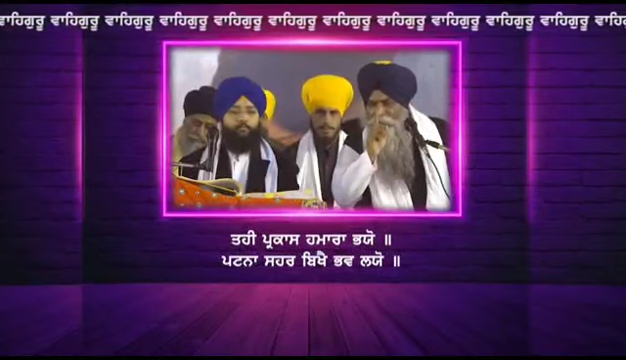 ਵਾਹਿਗੁਰੂ ਵਾਹਿਗੁਰੂ ਵਾਹਿਗੁਰੂ ਵਾਹਿਗੁਰੂ ਵਾਹਿਗੁਰੂ ਵਾਹਿਗੁਰੂ ਵਾਹਿਗੁਰੂ ਵਾਹਿਗੁਰੂ ਵਾਹਿਗੁਰੂ ਵਾਹਿਗੁਰੂ ਵਾਹਿਗੁਰੂ ਵਾਹਿਗੁ
ਤਹੀ ਪ੍ਰਕਾਸ ਹਮਾਰਾ ਭਯੋ ॥
ਪਟਨਾ ਸਹਰ ਬਿਖੈ ਭਵ ਲਯੋ ॥